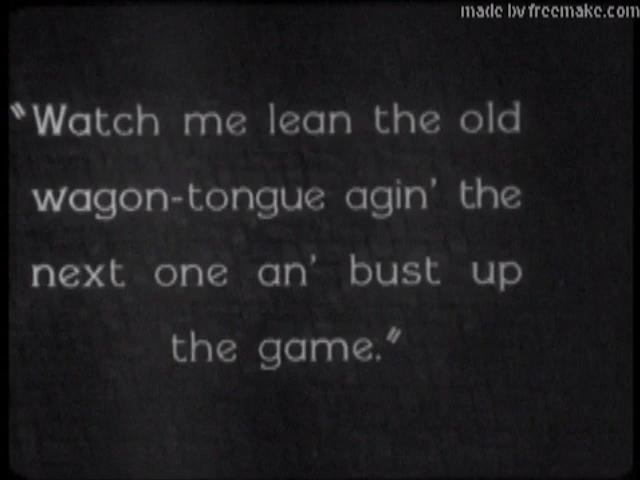 made by freemake.com
"Watch me lean the old
wagon-tongue agin' the
next one an' bust up
the game."